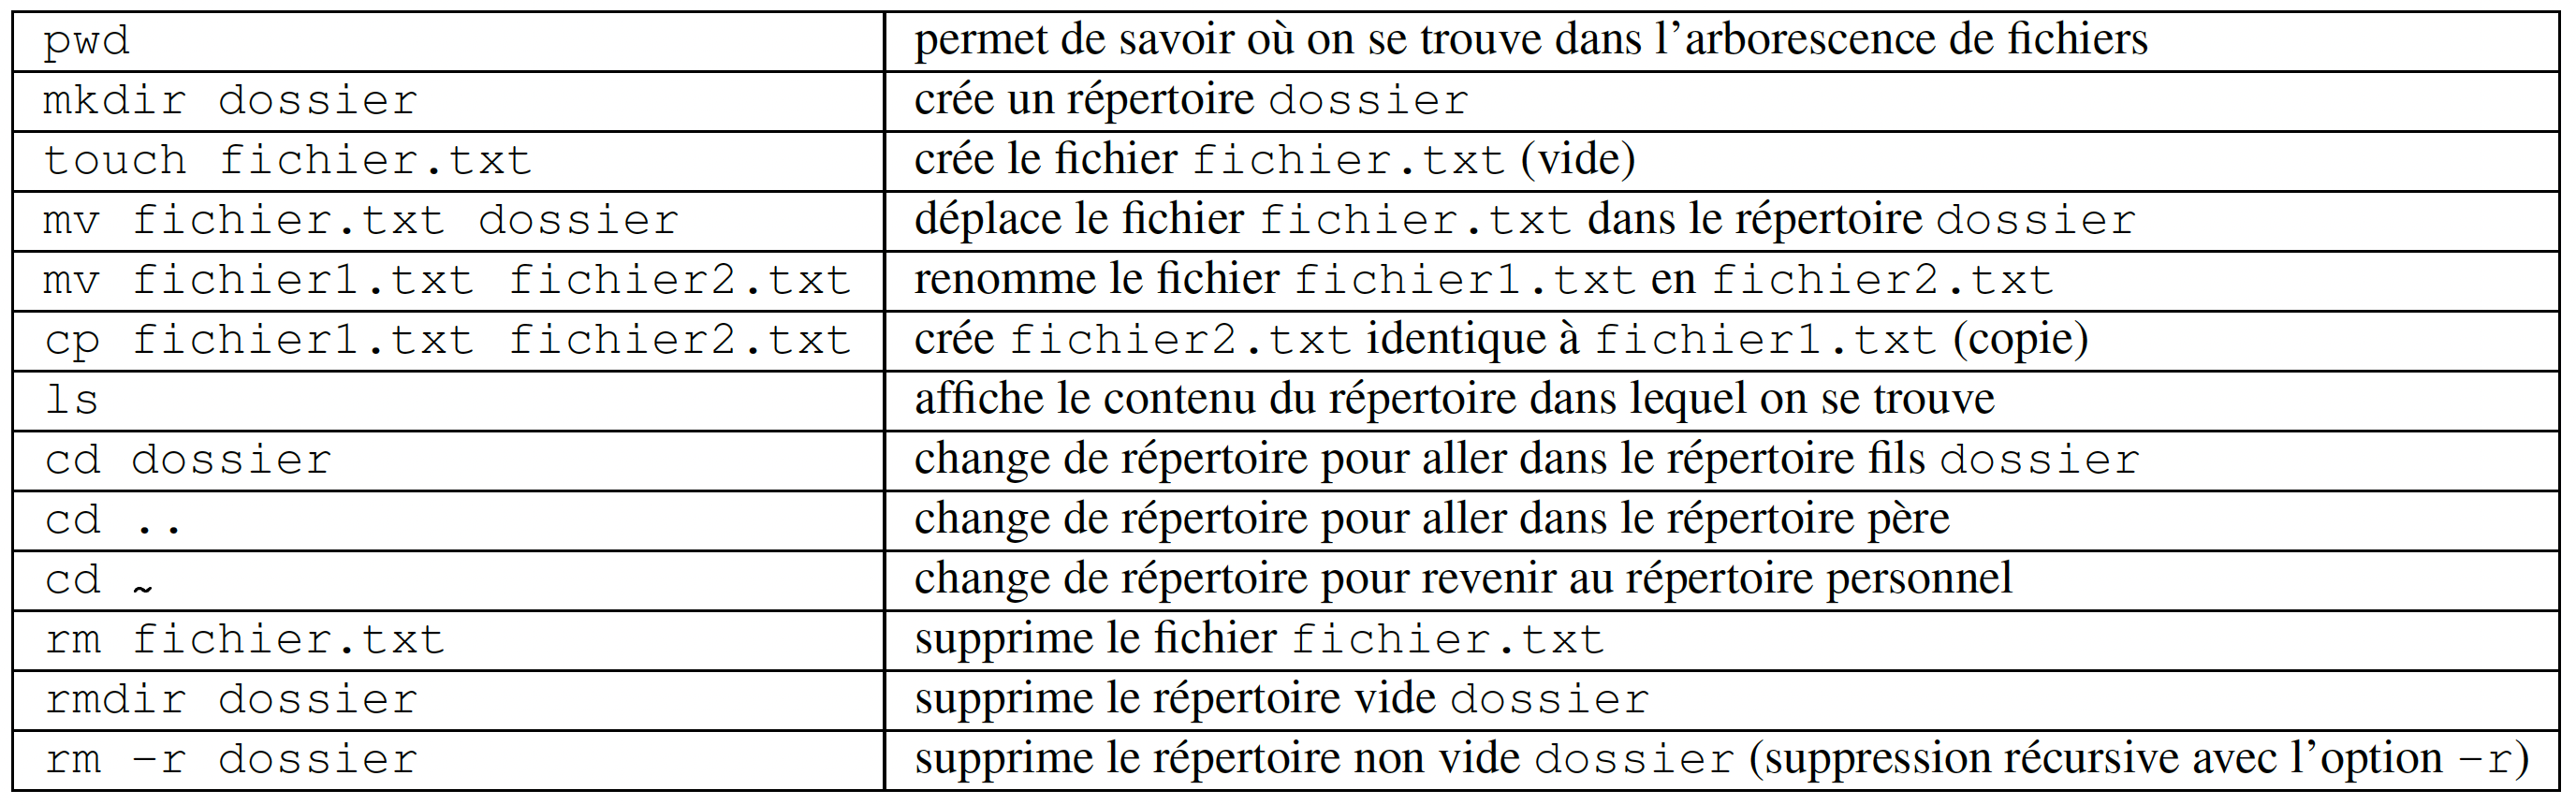 pwd permet de savoir où on se trouve dans l’arborescence de fichiers
mkdir dossier crée un répertoire dossier
touch fichier.txt crée le fichier fichier.txt (vide)
mv fichier.txt dossier déplace le fichier fichier.txt dans le répertoire dossier
mv fichier1.txt fichier2.txt renomme le fichier fichier1.txt en fichier2.txt
cp fichier1.txt fichier2.txt crée fichier2.txt identique à fichier1.txt (copie)
ls affiche le contenu du répertoire dans lequel on se trouve
cd dossier change de répertoire pour aller dans le répertoire fils dossier
cd .. change de répertoire pour aller dans le répertoire père
cd ~ change de répertoire pour revenir au répertoire personnel
rm fichier.txt supprime le fichier fichier.txt
rmdir dossier supprime le répertoire vide dossier
rm -r dossier supprime le répertoire non vide dossier (suppression récursive avec l’option -r)